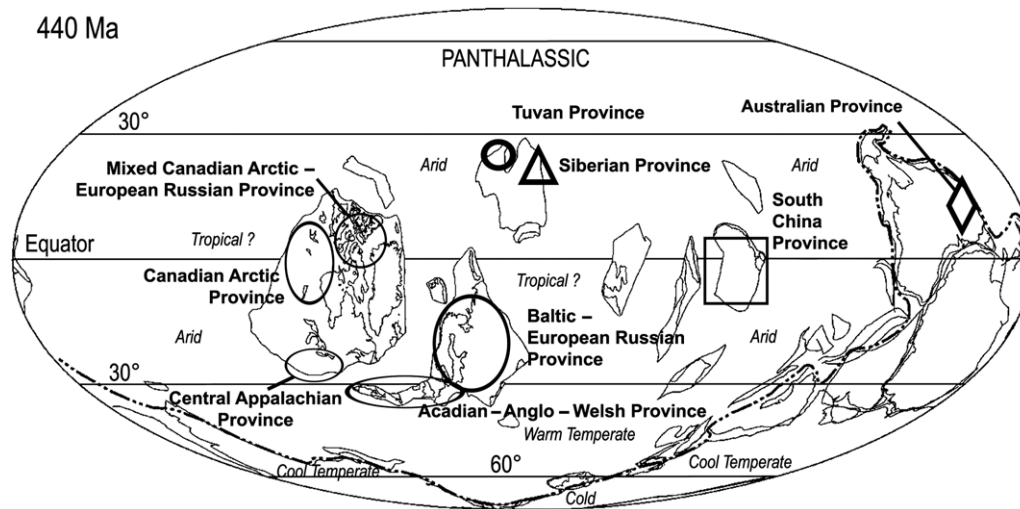 440 Ma
PANTHALASSIC
Australian Province
Tuvan Province
30°
Mixed Canadian Arctic –
European Russian Province
Arid
Siberian Province
Arid
South
China
Province
Equator
Tropical ?
Canadian Arctic
Province
Tropical ?
Baltic –
European Russian
Province
Arid
Arid
30°
Central Appalachian
Province
Acadian – Anglo – Welsh Province
Warm Temperate
Cool Temperate
60°
Cool Temperate
Cold